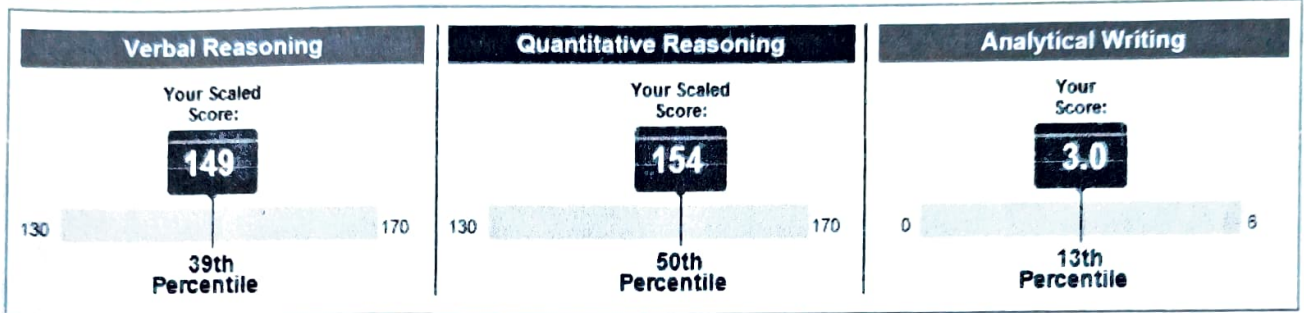 Verbal Reasoning
Your Scaled
Score:
149
130
170
39th
Percentile
Quantitative Reasoning
Your Scaled
Score:
154
130
170
50th
Percentile
Analytical Writing
Your
Score:
3.0
0
6
13th
Percentile